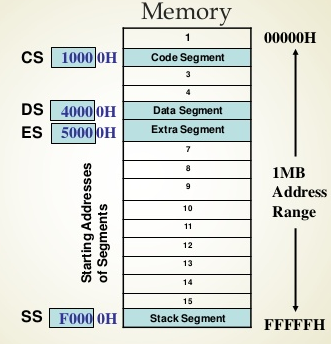 Memory
1
00000H
CS 1000 0H Code Segment
3
4
DS 4000 0H Data Segment
ES 5000 0H Extra Segment
7
8
9
10
11
12
13
14
15
Starting Addresses
of Segments
1MB
Address
Range
SS F000 0H Stack Segment
FFFFFH